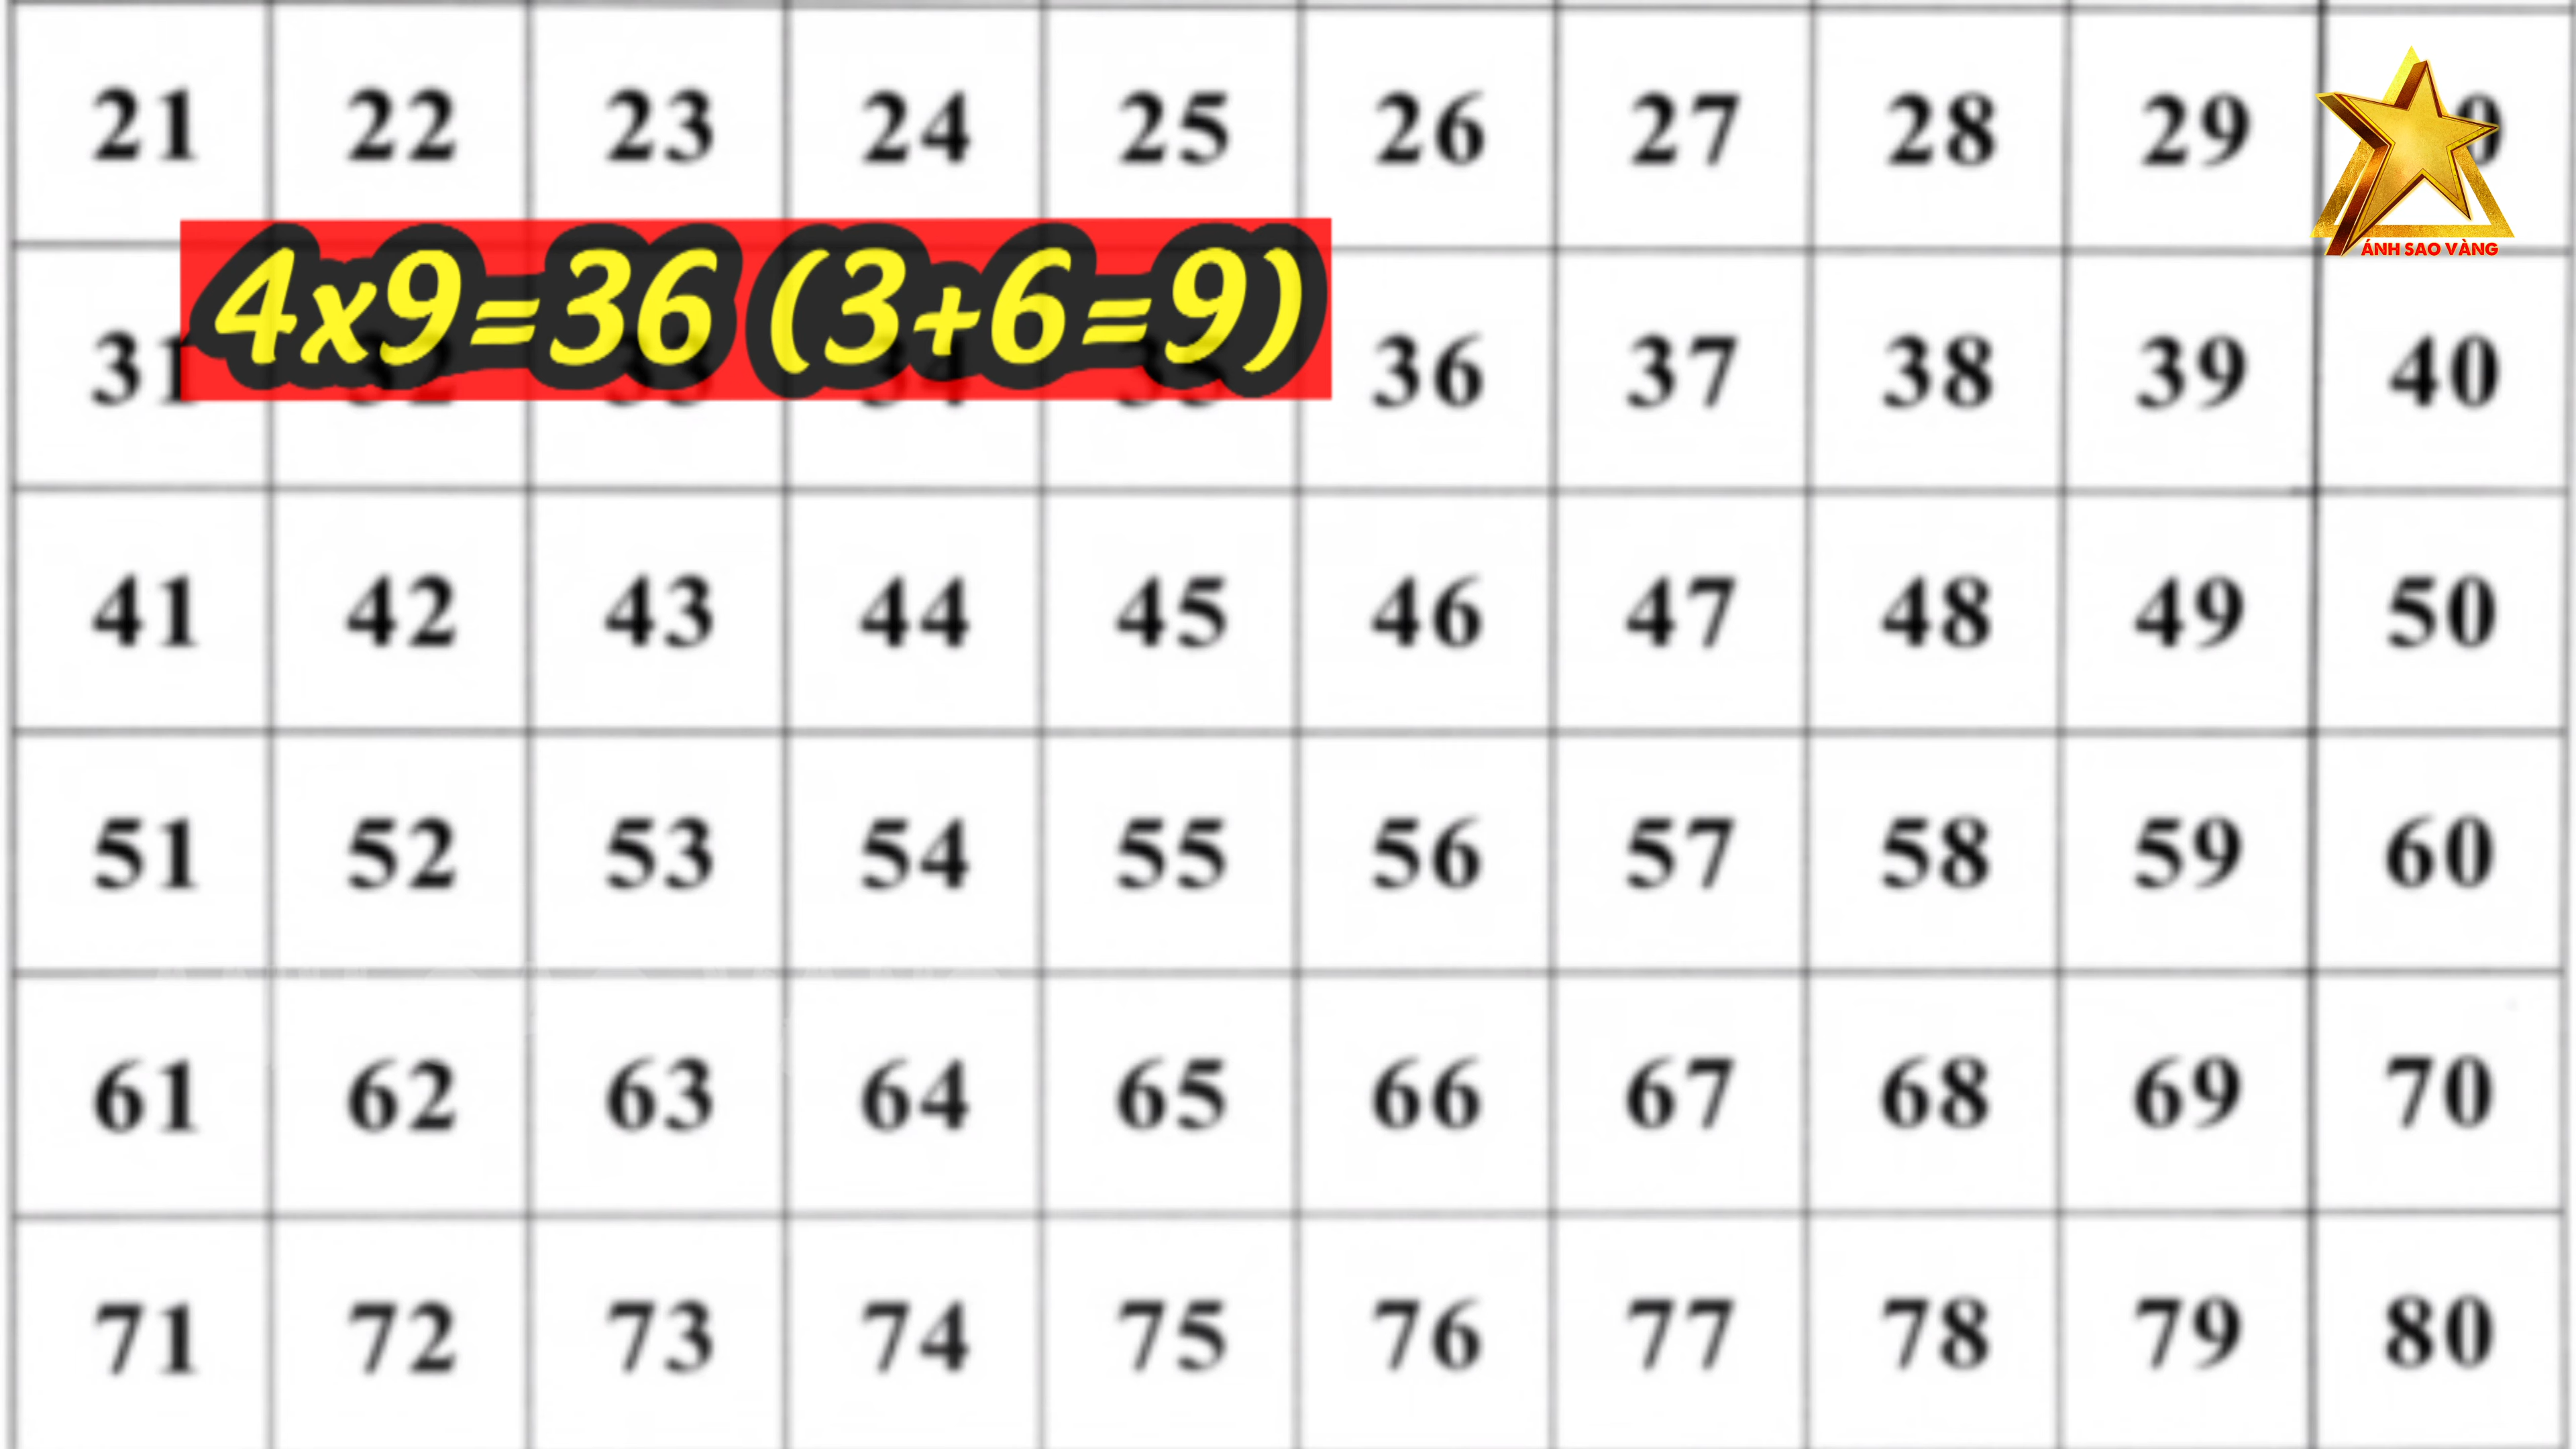 21 22 23 24 25 26 27 28 29
ÁNH SAO VÀNG
4x9=36 (3+6=9)
31 36 37 38 39 40
41 42 43 44 45 46 47 48 49 50
51 52 53 54 55 56 57 58 59 60
61 62 63 64 65 66 67 68 69 70
71 72 73 74 75 76 77 78 79 80